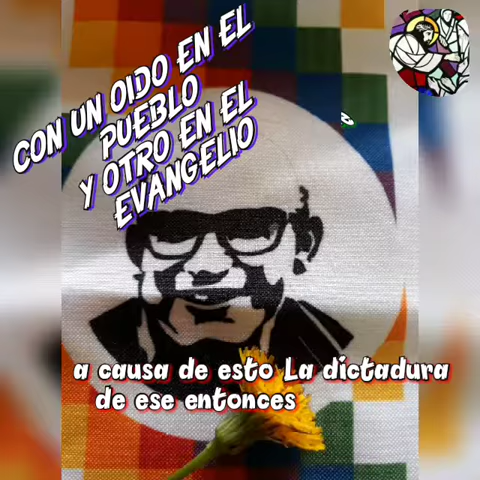 CON UN OIDO EN EL
PUEBLO
Y OTRO EN EL
EVANGELIO
a causa de esto La dictadura
de ese entonces